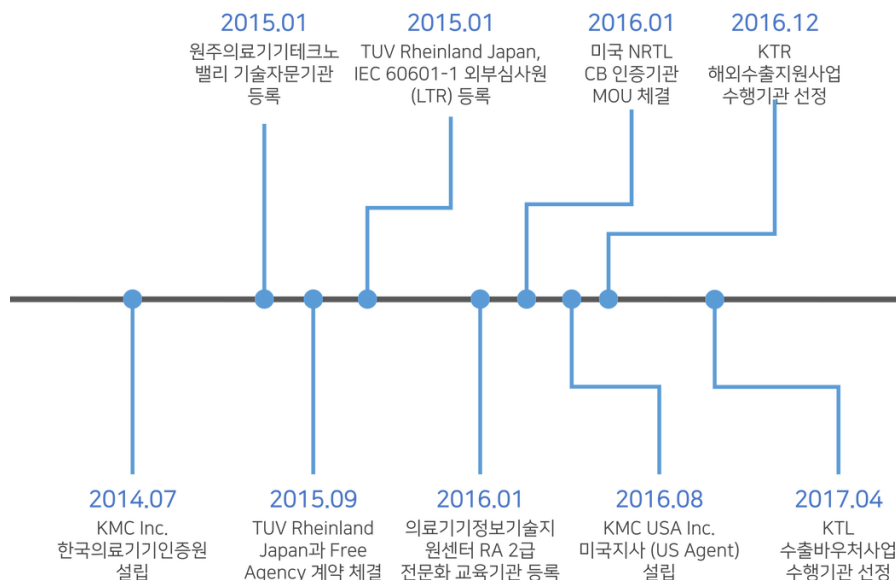 2015.01
원주의료기기테크노
밸리 기술자문기관
등록
2015.01
TUV Rheinland Japan,
IEC 60601-1 외부심사원
(LTR) 등록
2016.01
미국 NRTL
CB 인증기관
MOU 체결
2016.12
KTR
해외수출지원사업
수행기관 선정
2014.07
KMC Inc.
한국의료기기인증원
설립
2015.09
TUV Rheinland
Japan과 Free
Agency 계약 체결
2016.01
의료기기정보기술지
원센터 RA 2급
전문화 교육기관 등록
2016.08
KMC USA Inc.
미국지사 (US Agent)
설립
2017.04
KTL
수출바우처사업
수행기관 선정